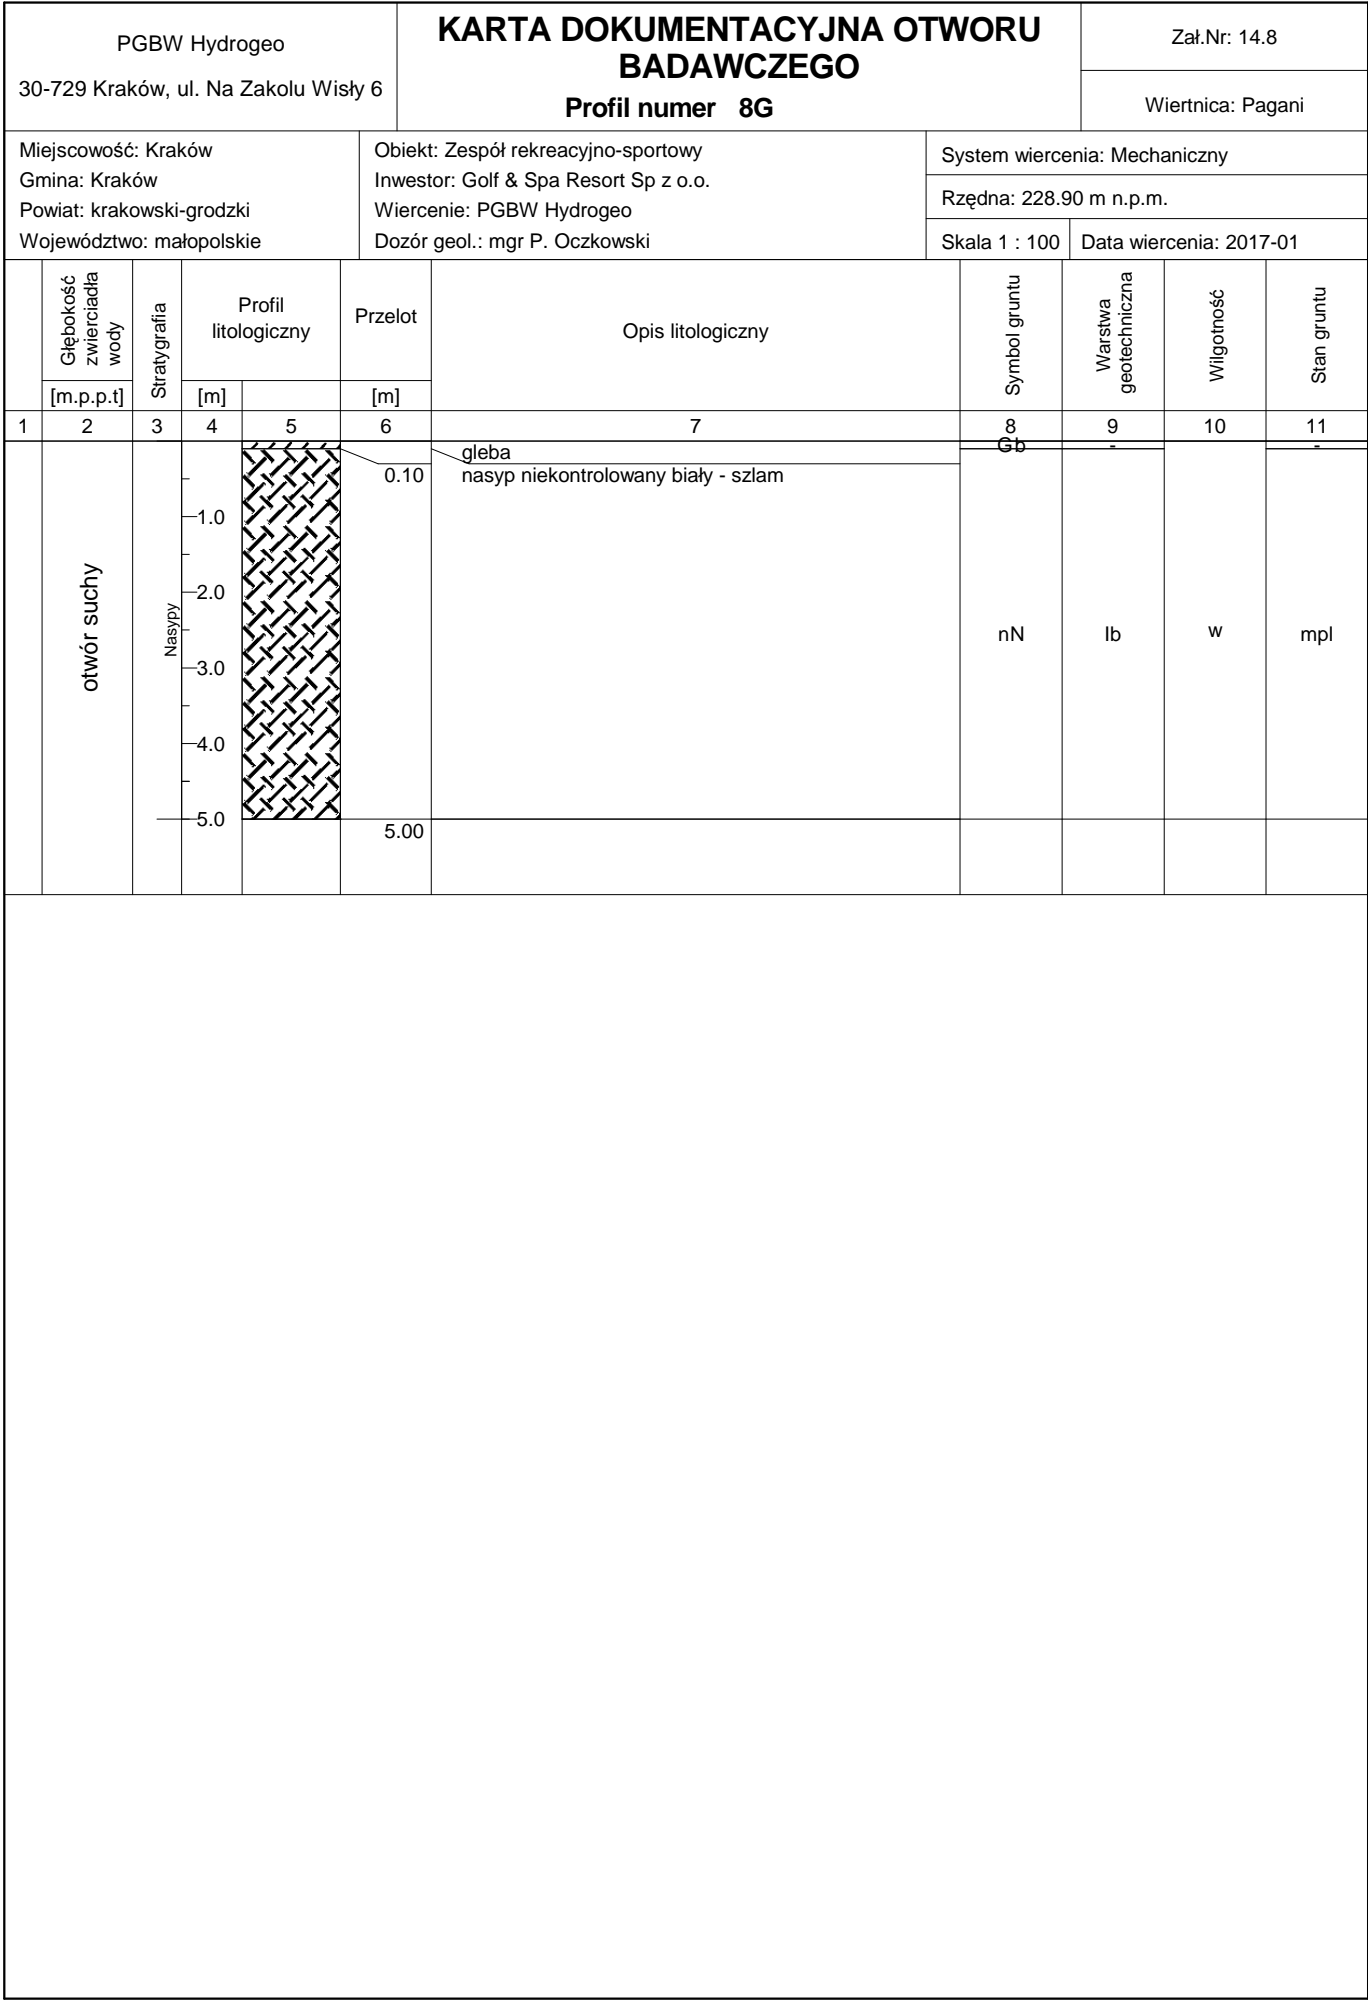 PGBW Hydrogeo
30-729 Kraków, ul. Na Zakolu Wisły 6
KARTA DOKUMENTACYJNA OTWORU
BADAWCZEGO
Profil numer 8G
Zał.Nr: 14.8
Wiertnica: Pagani
Miejscowość: Kraków
Gmina: Kraków
Powiat: krakowski-grodzki
Województwo: małopolskie
Obiekt: Zespół rekreacyjno-sportowy
Inwestor: Golf & Spa Resort Sp z o.o.
Wiercenie: PGBW Hydrogeo
Dozór geol.: mgr P. Oczkowski
System wiercenia: Mechaniczny
Rzędna: 228.90 m n.p.m.
Skala 1 : 100
Data wiercenia: 2017-01
Głębokość
zwierciadła
wody
[m.p.p.t]
Stratygrafia
Profil
litologiczny
[m]
Przelot
[m]
Opis litologiczny
Symbol gruntu
Warstwa
geotechniczna
Wilgotność
Stan gruntu
1 2 3 4 5 6 7 8 9 10 11
otwór suchy
Nasypy
1.0
2.0
3.0
4.0
5.0
0.10
5.00
gleba
nasyp niekontrolowany biały - szlam
Gb - -
nN Ib w mpl